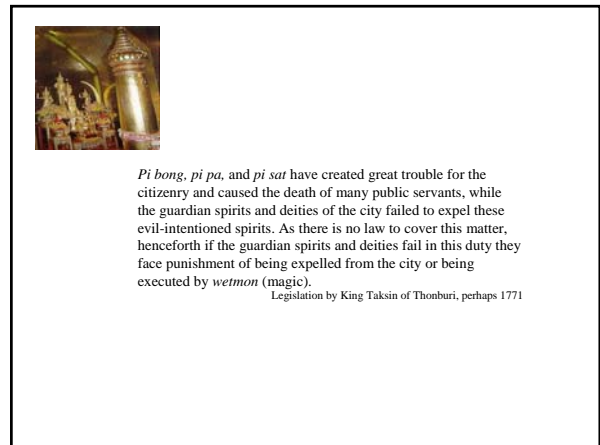 Pi bong, pi pa, and pi sat have created great trouble for the
citizenry and caused the death of many public servants, while
the guardian spirits and deities of the city failed to expel these
evil-intentioned spirits. As there is no law to cover this matter,
henceforth if the guardian spirits and deities fail in this duty they
face punishment of being expelled from the city or being
executed by wetmon (magic).
Legislation by King Taksin of Thonburi, perhaps 1771